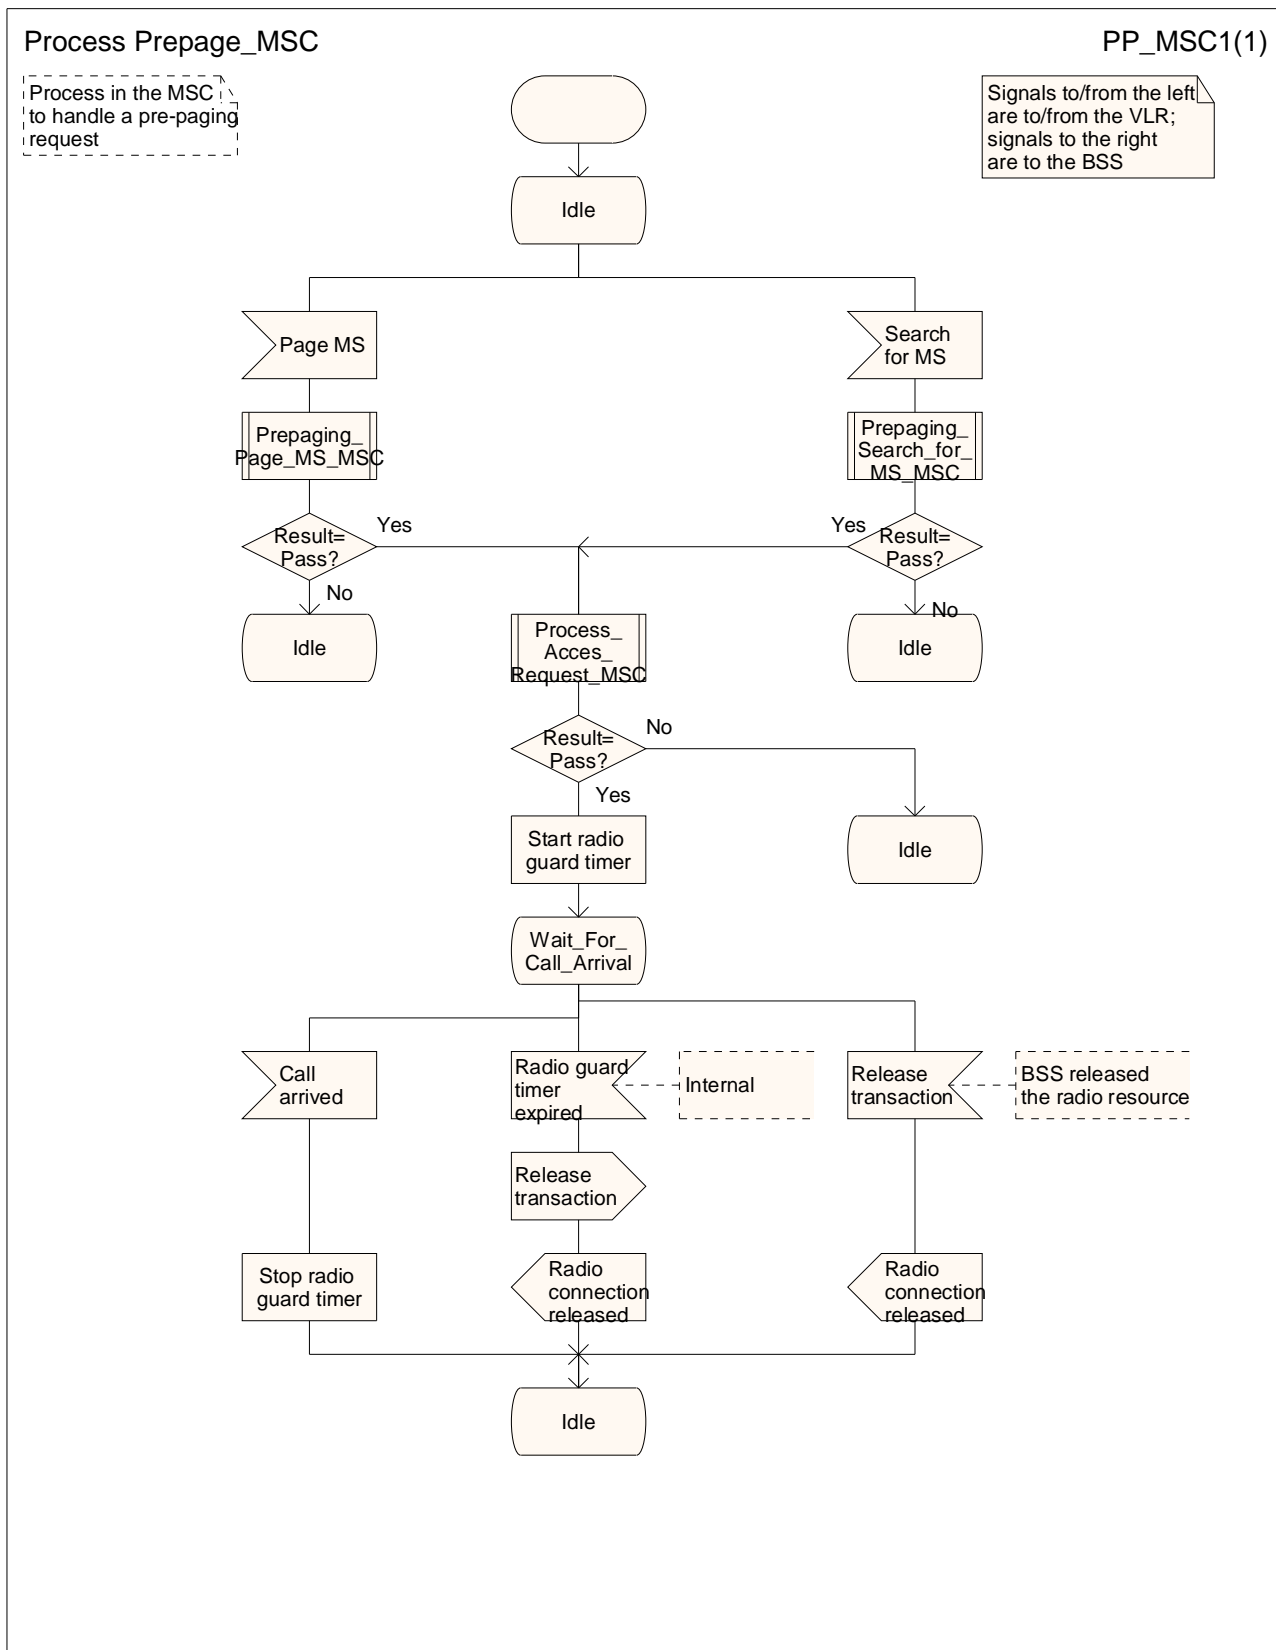 Process Prepage_MSC
PP_MSC1(1)
Process in the MSC
to handle a pre-paging
request
Signals to/from the left
are to/from the VLR;
signals to the right
are to the BSS
Idle
Page MS
Search
for MS
Prepaging_
Page_MS_MSC
Prepaging_
Search_for_
MS_MSC
Result=
Pass?
Yes
Yes
Result=
Pass?
No
No
Idle
Process_
Acces_
Request_MSC
Idle
Result=
Pass?
No
Yes
Start radio
guard timer
Idle
Wait_For_
Call_Arrival
Call
arrived
Radio guard
timer
expired
Internal
Release
transaction
BSS released
the radio resource
Release
transaction
Stop radio
guard timer
Radio
connection
released
Radio
connection
released
Idle